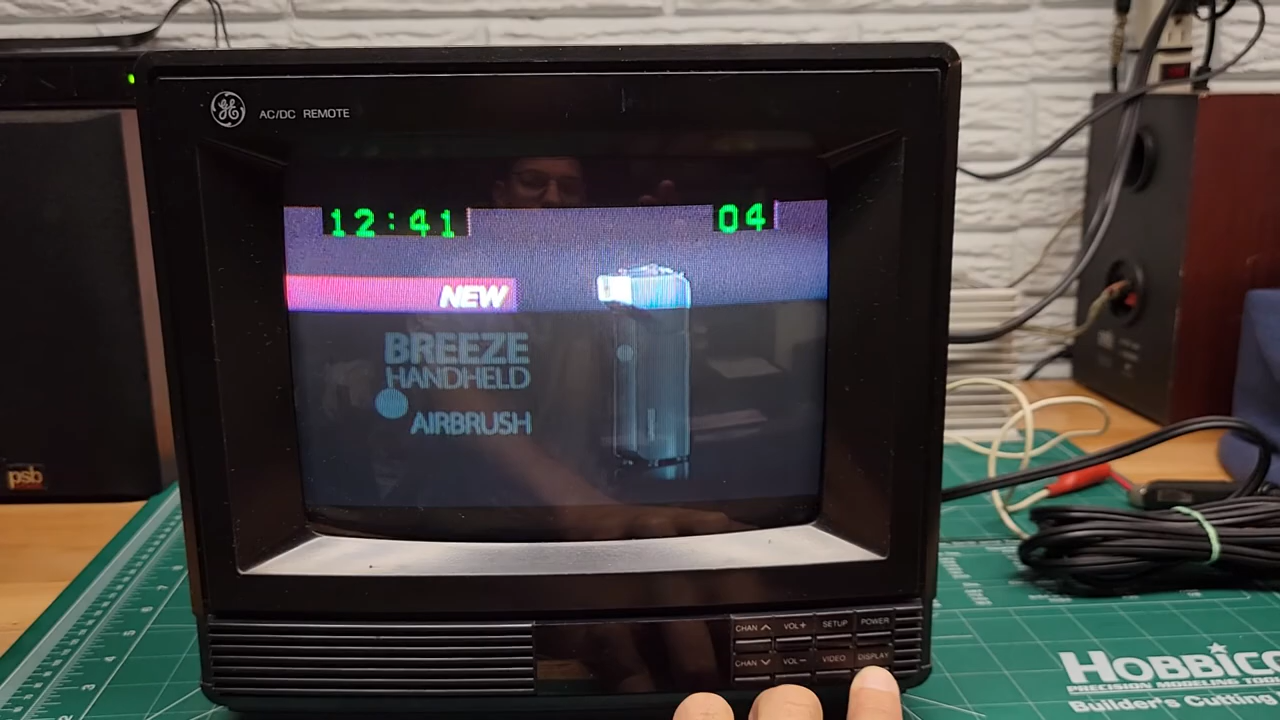 GE
AC/DC REMOTE
12:41
04
NEW
BREEZE
HANDHELD
AIRBRUSH
psb
CHAN VOL+ SETUP POWER
CHAN VOL− VIDEO DISPLAY
HOBBICO
PRECISION MODELING TOOLS
Builder's Cutting